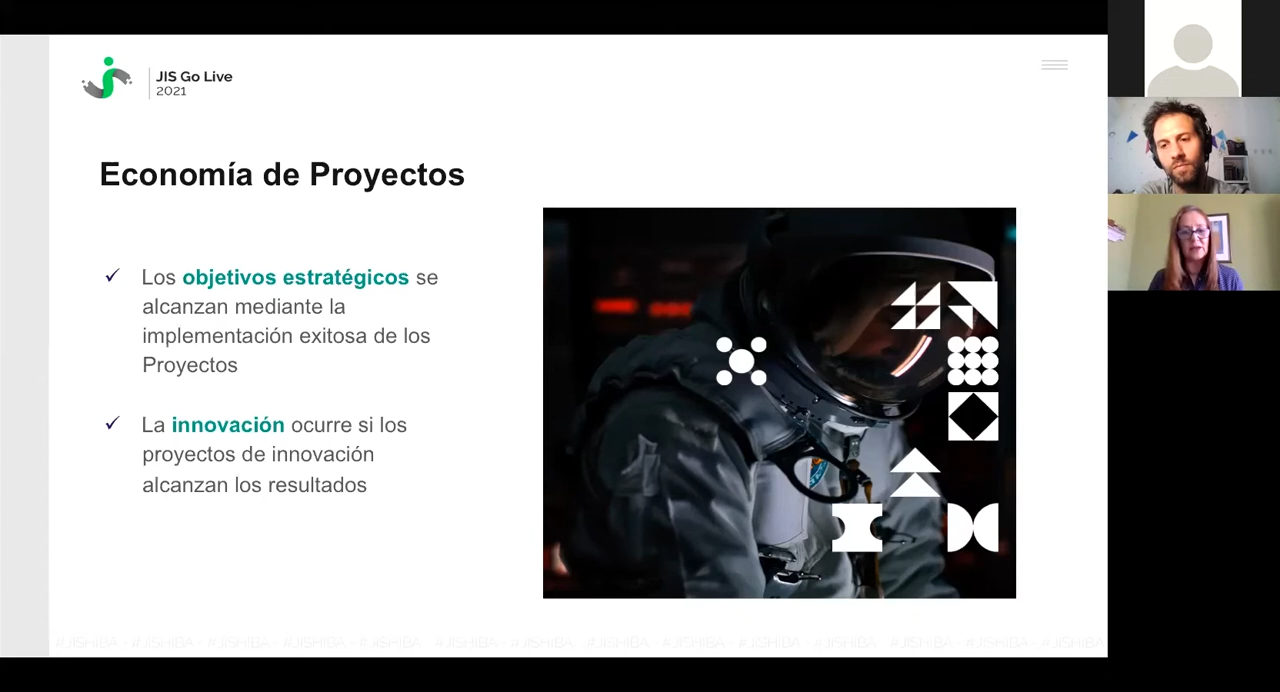 JIS Go Live
2021
Economía de Proyectos
✓ Los objetivos estratégicos se
alcanzan mediante la
implementación exitosa de los
Proyectos
✓ La innovación ocurre si los
proyectos de innovación
alcanzan los resultados
#JISHIBA - #JISHIBA - #JISHIBA - #JISHIBA - #JISHIBA - #JISHIBA - #JISHIBA - #JISHIBA - #JISHIBA - #JISHIBA - #JISHIBA - #JISHIBA - #JISHIBA - #JISHIBA